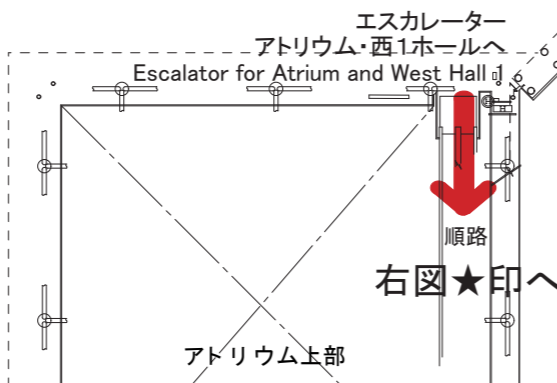 エスカレーター
アトリウム・西1ホールへ
Escalator for Atrium and West Hall 1
順路
右図★印へ
アトリウム上部